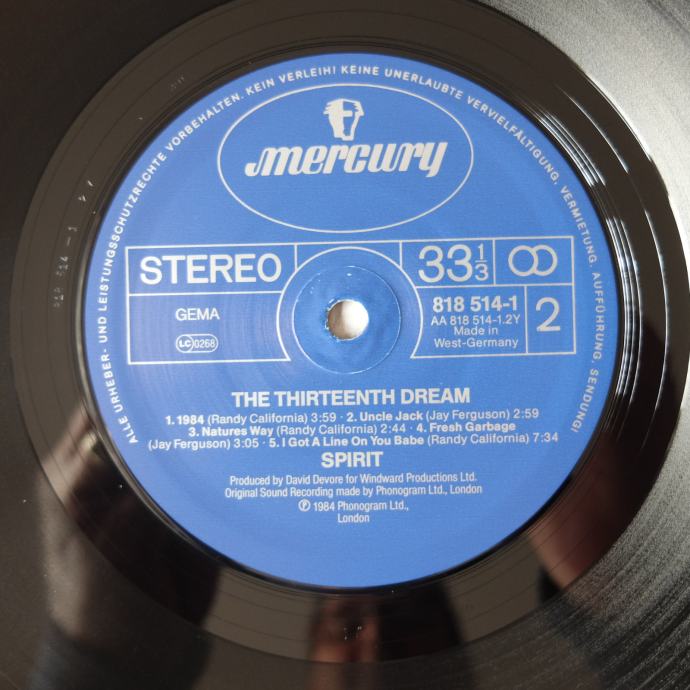 ALLE URHEBER- UND LEISTUNGSSCHUTZRECHTE VORBEHALTEN. KEIN VERLEIH! KEINE UNERLAUBTE VERVIELFÄLTIGUNG, VERMIETUNG, AUFFÜHRUNG, SENDUNG!
mercury
STEREO 33 1/3
GEMA
LC 0268
818 514-1
AA 818 514-1.2Y
Made in
West-Germany
2
THE THIRTEENTH DREAM
1. 1984 (Randy California) 3:59 · 2. Uncle Jack (Jay Ferguson) 2:59
3. Natures Way (Randy California) 2:44 · 4. Fresh Garbage
(Jay Ferguson) 3:05 · 5. I Got A Line On You Babe (Randy California) 7:34
SPIRIT
Produced by David Devore for Windward Productions Ltd.
Original Sound Recording made by Phonogram Ltd., London
Ⓟ 1984 Phonogram Ltd.,
London